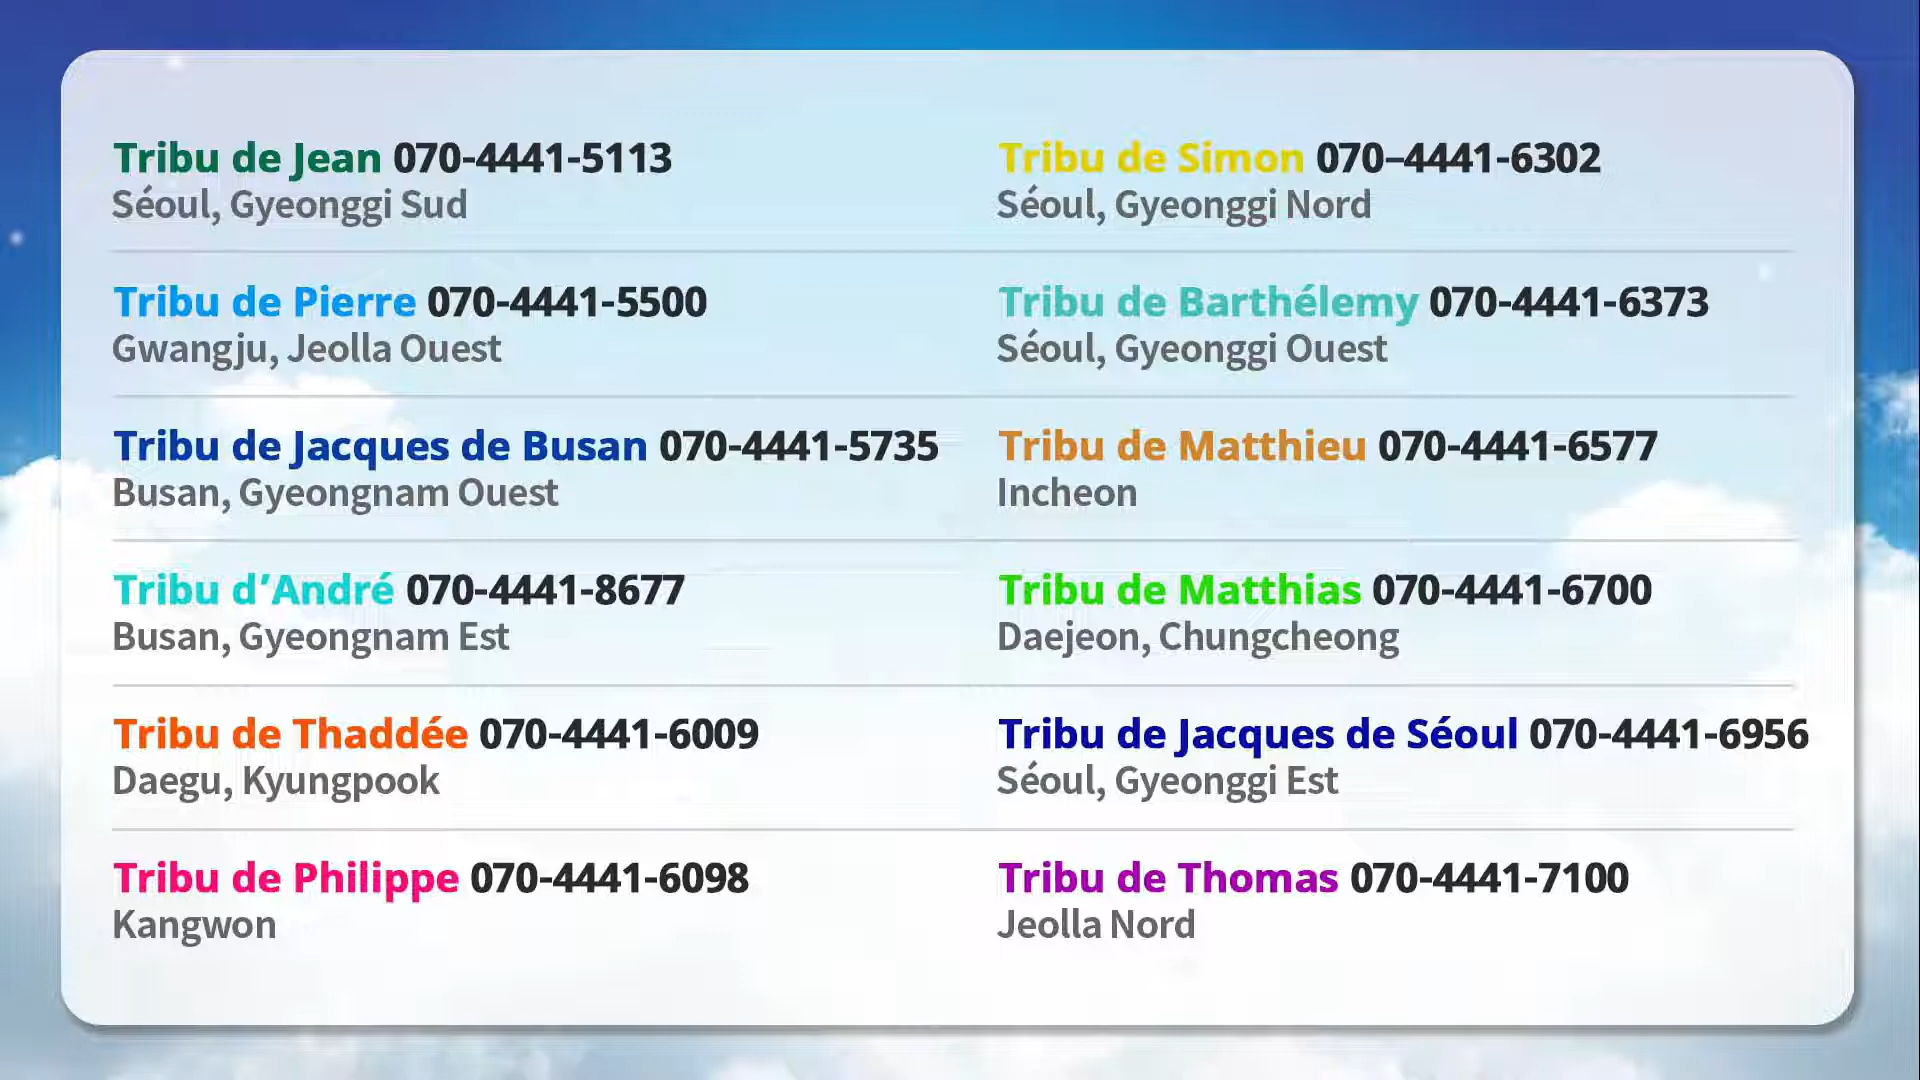 Tribu de Jean 070-4441-5113
Séoul, Gyeonggi Sud
Tribu de Simon 070–4441-6302
Séoul, Gyeonggi Nord
Tribu de Pierre 070-4441-5500
Gwangju, Jeolla Ouest
Tribu de Barthélemy 070-4441-6373
Séoul, Gyeonggi Ouest
Tribu de Jacques de Busan 070-4441-5735
Busan, Gyeongnam Ouest
Tribu de Matthieu 070-4441-6577
Incheon
Tribu d’André 070-4441-8677
Busan, Gyeongnam Est
Tribu de Matthias 070-4441-6700
Daejeon, Chungcheong
Tribu de Thaddée 070-4441-6009
Daegu, Kyungpook
Tribu de Jacques de Séoul 070-4441-6956
Séoul, Gyeonggi Est
Tribu de Philippe 070-4441-6098
Kangwon
Tribu de Thomas 070-4441-7100
Jeolla Nord